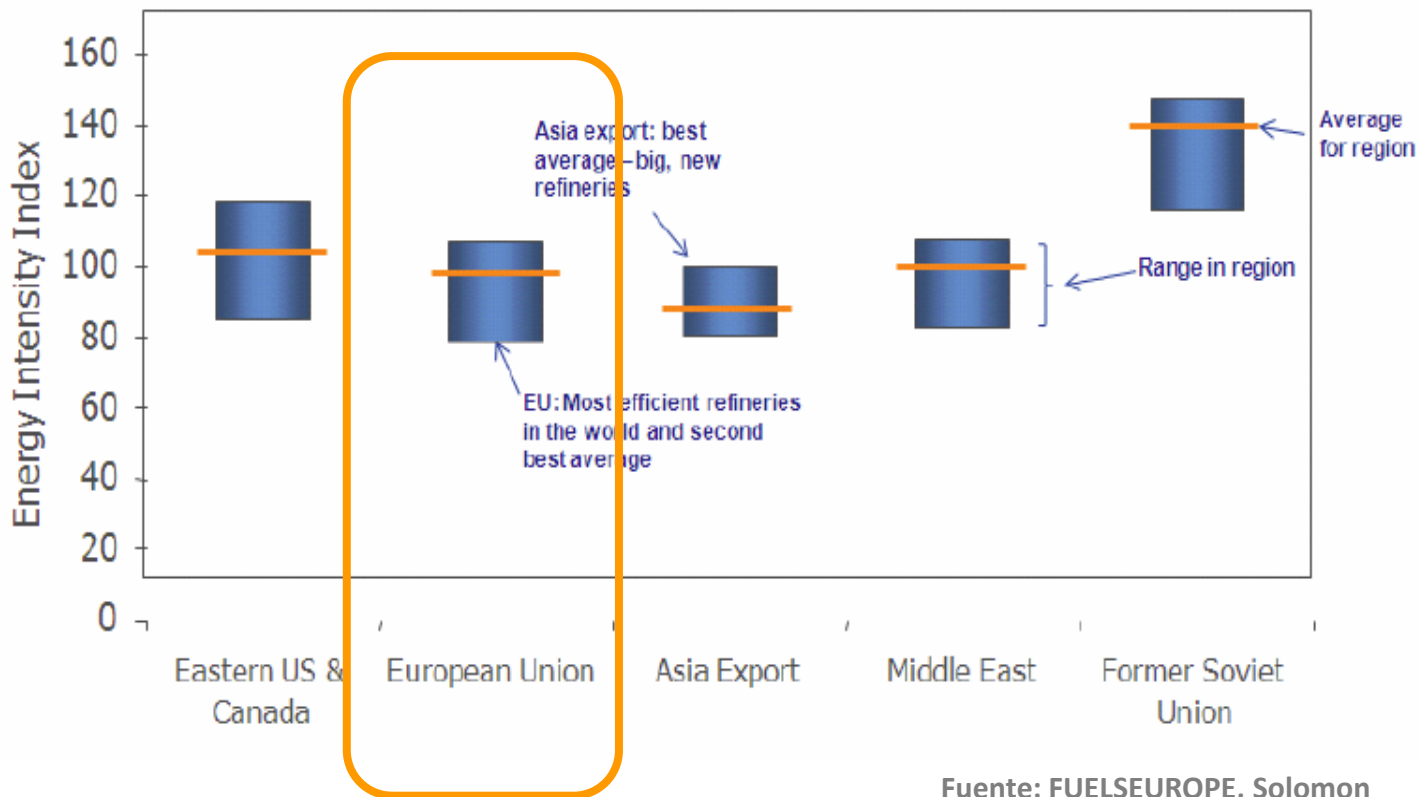 160
140
120
100
80
60
40
20
0
Energy Intensity Index
Asia export: best
average–big, new
refineries
EU: Most efficient refineries
in the world and second
best average
Average
for region
Range in region
Eastern US &
Canada
European Union
Asia Export
Middle East
Former Soviet
Union
Fuente: FUELSEUROPE. Solomon